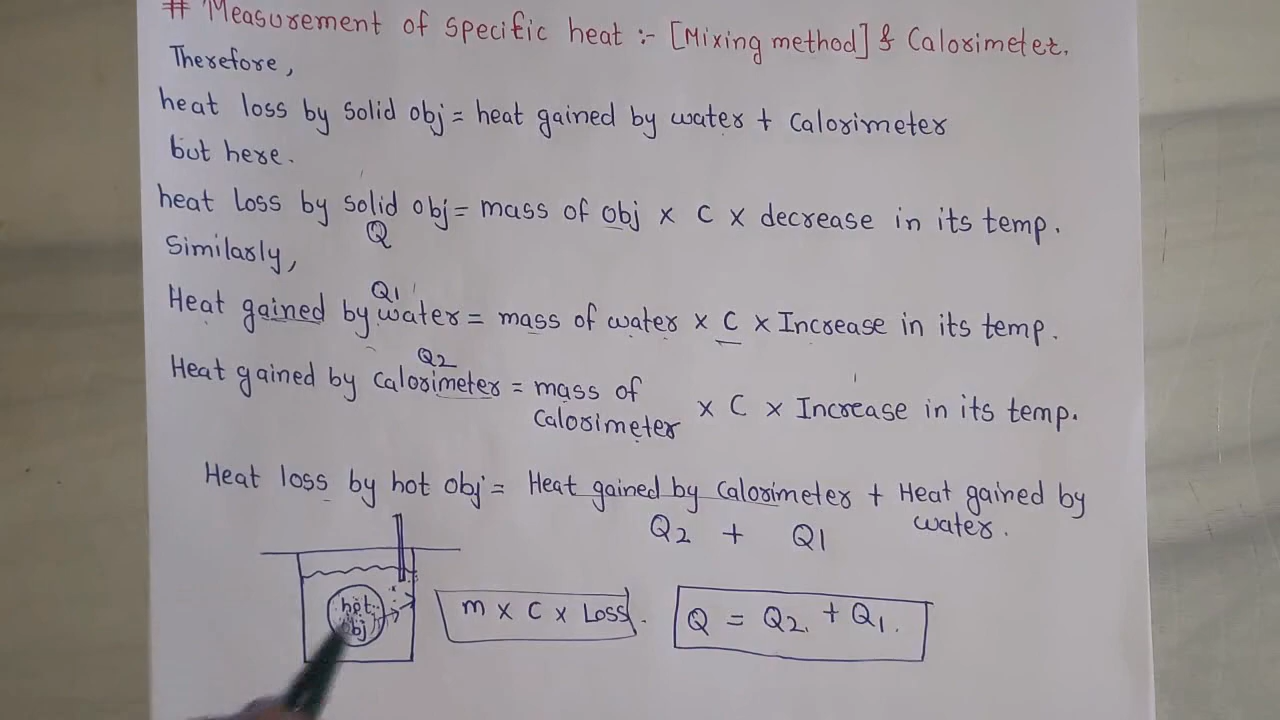 # Measurement of specific heat :- [Mixing method] & Calorimeter.
Therefore,
heat loss by solid obj = heat gained by water + Calorimeter
but here.
heat loss by solid obj = mass of obj x C x decrease in its temp.
Q
Similarly,
Q1
Heat gained by water = mass of water x C x Increase in its temp.
Q2
Heat gained by Calorimeter = mass of Calorimeter x C x Increase in its temp.
Heat loss by hot obj = Heat gained by Calorimeter + Heat gained by water.
Q2 + Q1
hot
obj
m x C x Loss.
Q = Q2. + Q1.